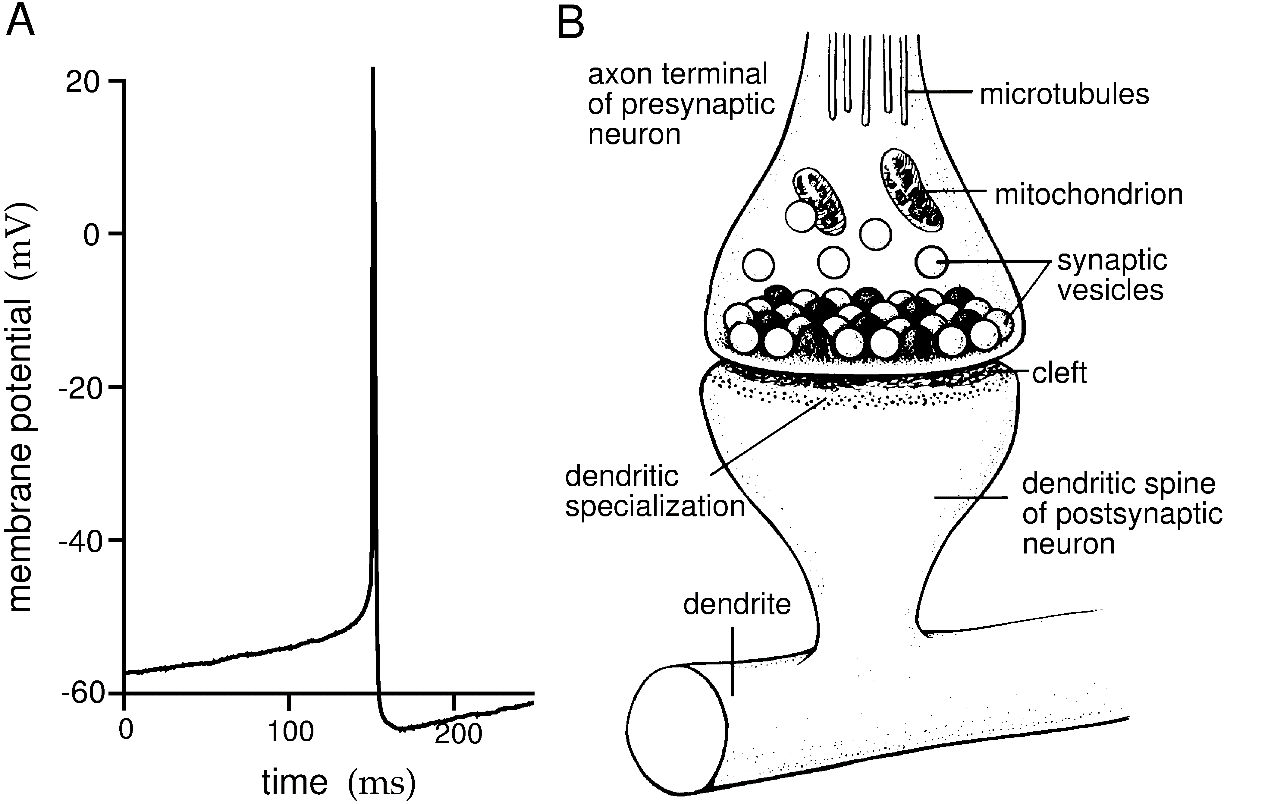 A
20
0
-20
-40
-60
0
100
200
membrane potential (mV)
time (ms)
B
axon terminal
of presynaptic
neuron
microtubules
mitochondrion
synaptic
vesicles
cleft
dendritic
specialization
dendritic spine
of postsynaptic
neuron
dendrite